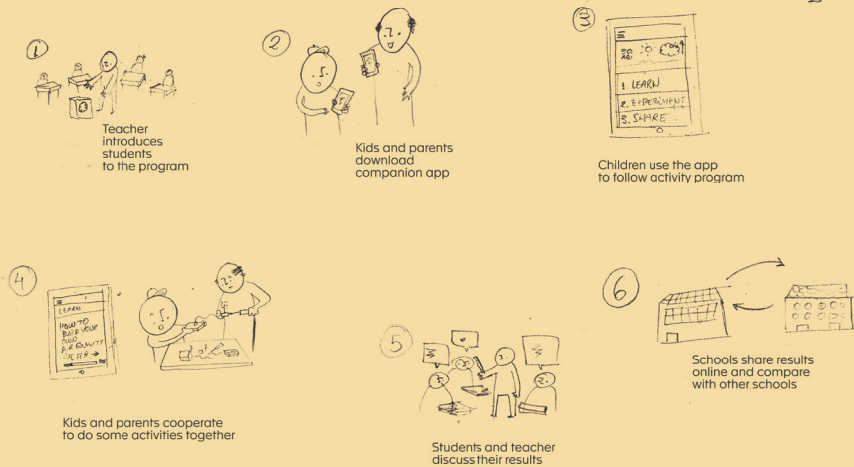 1
Teacher
introduces
students
to the program
2
Kids and parents
download
companion app
3
1 LEARN
2. EXPERIMENT
3. SHARE
Children use the app
to follow activity program
4
LEARN
HOW TO
BUILD YOUR
OWN
AIR QUALITY
FILTER →
Kids and parents cooperate
to do some activities together
5
Students and teacher
discuss their results
6
Schools share results
online and compare
with other schools